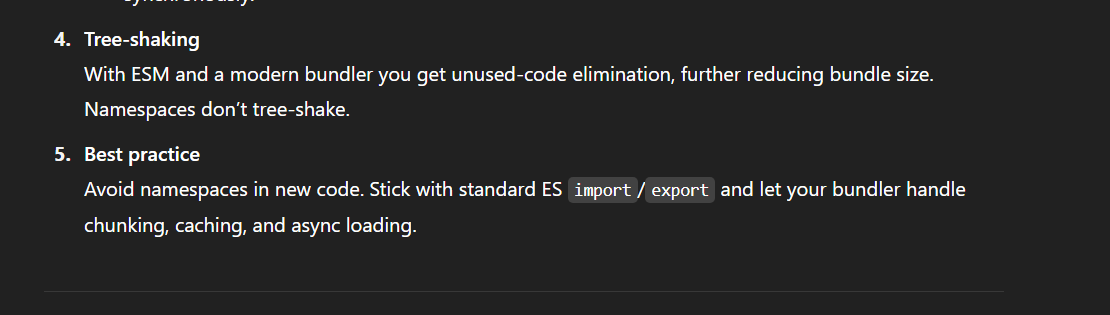 synchronously.
4. Tree-shaking
With ESM and a modern bundler you get unused-code elimination, further reducing bundle size.
Namespaces don’t tree-shake.
5. Best practice
Avoid namespaces in new code. Stick with standard ES import/export and let your bundler handle
chunking, caching, and async loading.